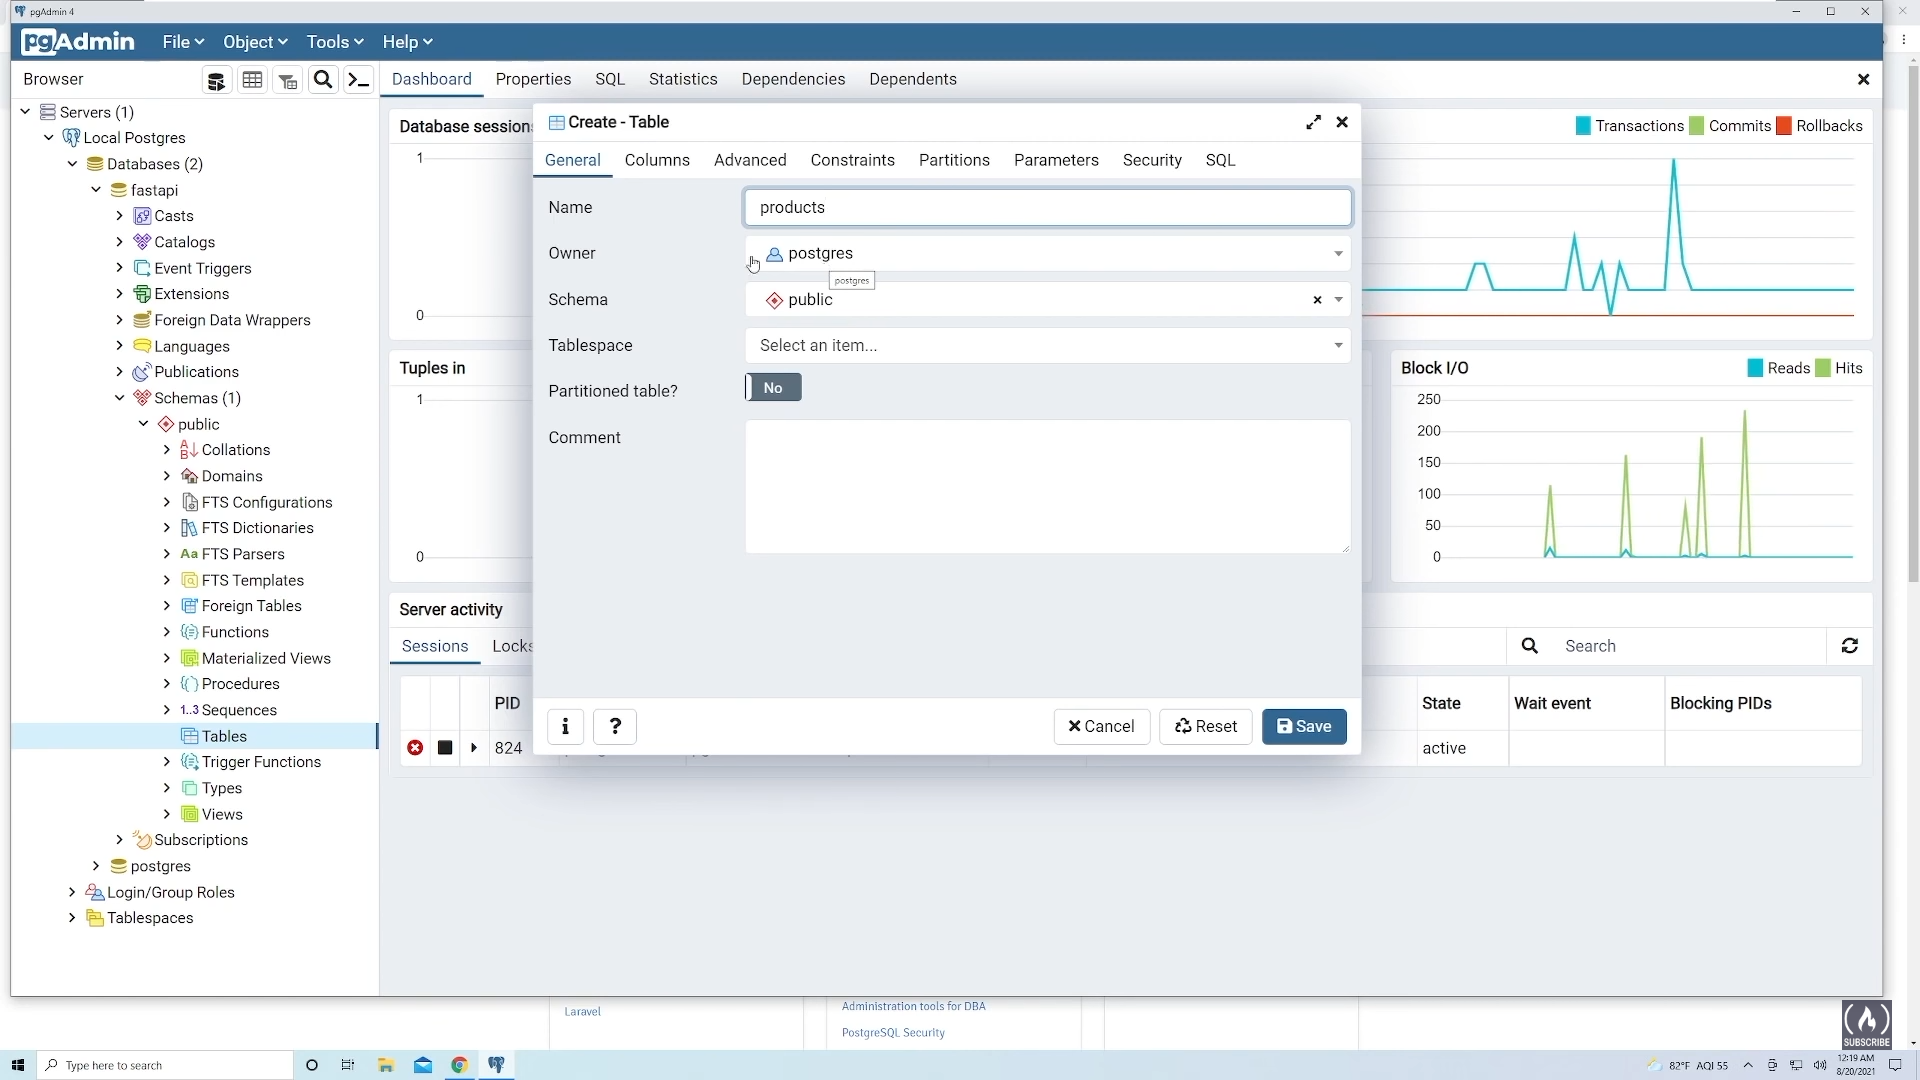 pgAdmin 4
pgAdmin File Object Tools Help
Browser Dashboard Properties SQL Statistics Dependencies Dependents
Servers (1)
Local Postgres
Databases (2)
fastapi
Casts
Catalogs
Event Triggers
Extensions
Foreign Data Wrappers
Languages
Publications
Schemas (1)
public
Collations
Domains
FTS Configurations
FTS Dictionaries
Aa FTS Parsers
FTS Templates
Foreign Tables
Functions
Materialized Views
Procedures
1..3 Sequences
Tables
Trigger Functions
Types
Views
Subscriptions
postgres
Login/Group Roles
Tablespaces
Database sessions
1
0
Transactions Commits Rollbacks
Tuples in
1
0
Block I/O Reads Hits
250
200
150
100
50
0
Server activity
Sessions Locks
Search
PID State Wait event Blocking PIDs
824 active
Create - Table
General Columns Advanced Constraints Partitions Parameters Security SQL
Name products
Owner postgres
postgres
Schema public
Tablespace Select an item...
Partitioned table? No
Comment
i ? Cancel Reset Save
Laravel
Administration tools for DBA
PostgreSQL Security
SUBSCRIBE
Type here to search
82°F AQI 55
12:19 AM
8/20/2021